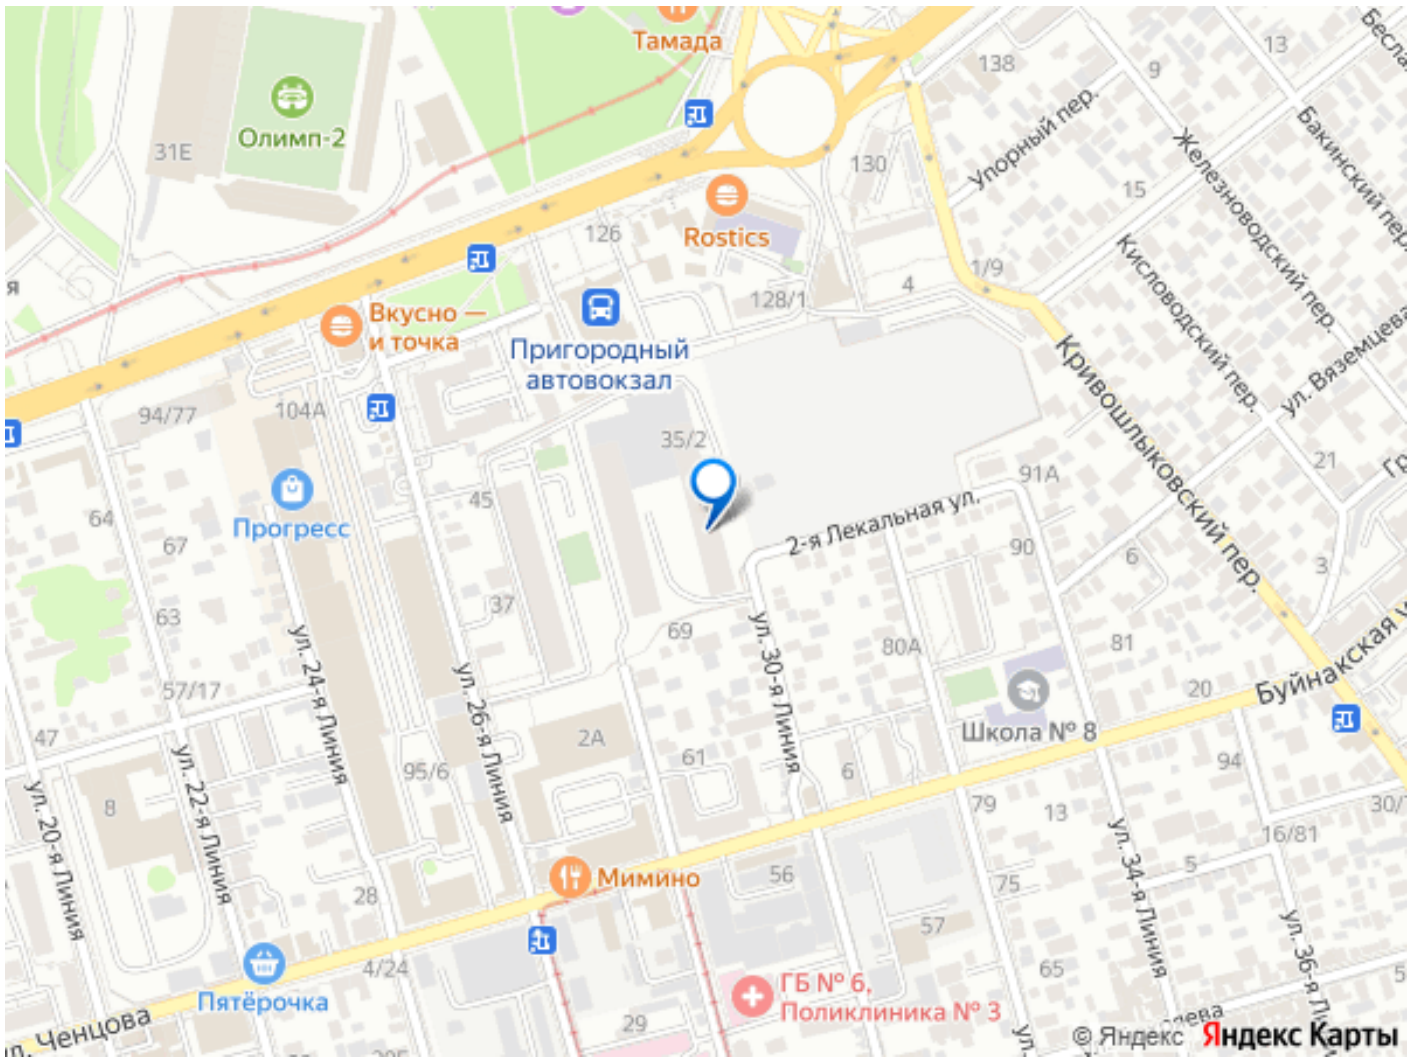 Тамада
Олимп-2
31Е
138
13
9
Упорный пер.
130
15
Железноводский пер.
Бакинский пер.
Rostics
126
Кисловодский пер.
1/9
4
128/1
я
Вкусно —
и точка
Пригородный
автовокзал
ул. Вяземцева
Кривошлыковский пер.
94/77
104А
35/2
21
91А
45
Прогресс
64
67
2-я Лекальная ул.
90
6
3
37
63
69
80А
81
ул. 30-я Линия
Буйнакская
57/17
ул. 24-я Линия
ул. 26-я Линия
20
Школа № 8
47
2А
61
6
94
95/6
8
ул. 22-я Линия
ул. 20-я Линия
79
13
16/81
5
ул. 34-я Линия
Мимино
56
75
28
57
ул. 36-я
65
4/24
Пятёрочка
ГБ № 6,
Поликлиника № 3
29
5
Ченцова
© Яндекс Яндекс Карты